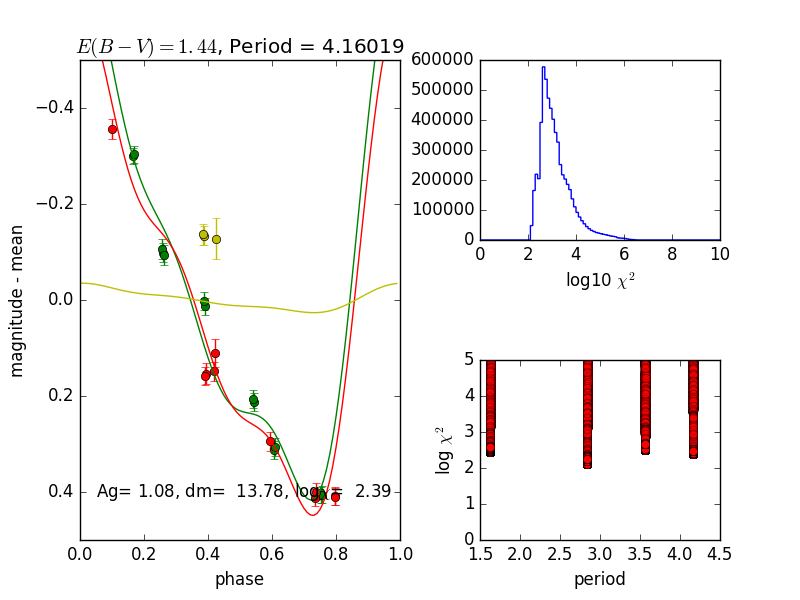 E(B − V) = 1.44, Period = 4.16019
−0.4
−0.2
0.0
0.2
0.4
magnitude - mean
0.0 0.2 0.4 0.6 0.8 1.0
phase
Ag= 1.08, dm= 13.78, log χ² = 2.39
600000
500000
400000
300000
200000
100000
0
0 2 4 6 8 10
log10 χ²
5
4
3
2
1
0
log χ²
1.5 2.0 2.5 3.0 3.5 4.0 4.5
period